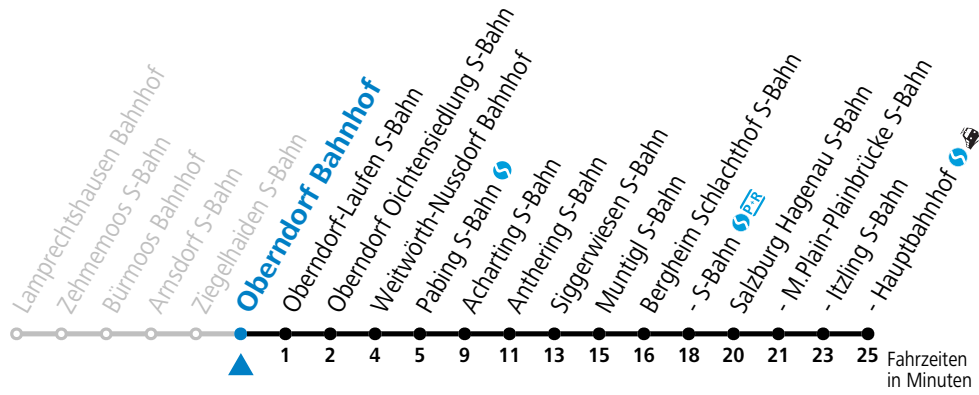 Lamprechtshausen Bahnhof
Zehmemoos S-Bahn
Bürmoos Bahnhof
Arnsdorf S-Bahn
Ziegelhaiden S-Bahn
Oberndorf Bahnhof
Oberndorf-Laufen S-Bahn
Oberndorf Oichtensiedlung S-Bahn
Weitwörth-Nussdorf Bahnhof
Pabing S-Bahn
Acharting S-Bahn
Anthering S-Bahn
Siggerwiesen S-Bahn
Muntigl S-Bahn
Bergheim Schlachthof S-Bahn
- S-Bahn P+R
Salzburg Hagenau S-Bahn
- M.Plain-Plainbrücke S-Bahn
- Itzling S-Bahn
- Hauptbahnhof
1 2 4 5 9 11 13 15 16 18 20 21 23 25
Fahrzeiten
in Minuten